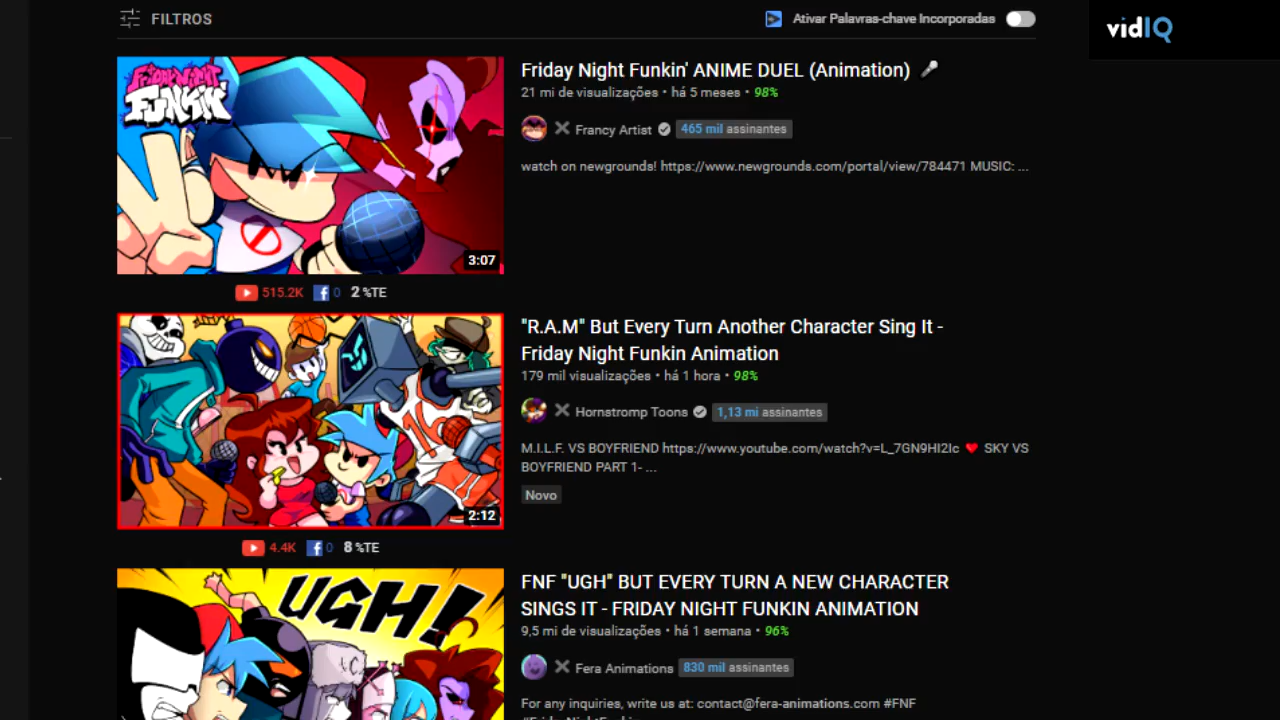 FILTROS
Ativar Palavras-chave Incorporadas
vidIQ
FRIDAY NIGHT
FUNKIN'
3:07
Friday Night Funkin' ANIME DUEL (Animation) 🎤
21 mi de visualizações • há 5 meses • 98%
Francy Artist 465 mil assinantes
watch on newgrounds! https://www.newgrounds.com/portal/view/784471 MUSIC: ...
515.2K 0 2 %TE
2:12
"R.A.M" But Every Turn Another Character Sing It -
Friday Night Funkin Animation
179 mil visualizações • há 1 hora • 98%
Hornstromp Toons 1,13 mi assinantes
M.I.L.F. VS BOYFRIEND https://www.youtube.com/watch?v=L_7GN9HI2Ic ❤ SKY VS
BOYFRIEND PART 1- ...
Novo
4.4K 0 8 %TE
UGH!
FNF "UGH" BUT EVERY TURN A NEW CHARACTER
SINGS IT - FRIDAY NIGHT FUNKIN ANIMATION
9,5 mi de visualizações • há 1 semana • 96%
Fera Animations 830 mil assinantes
For any inquiries, write us at: contact@fera-animations.com #FNF